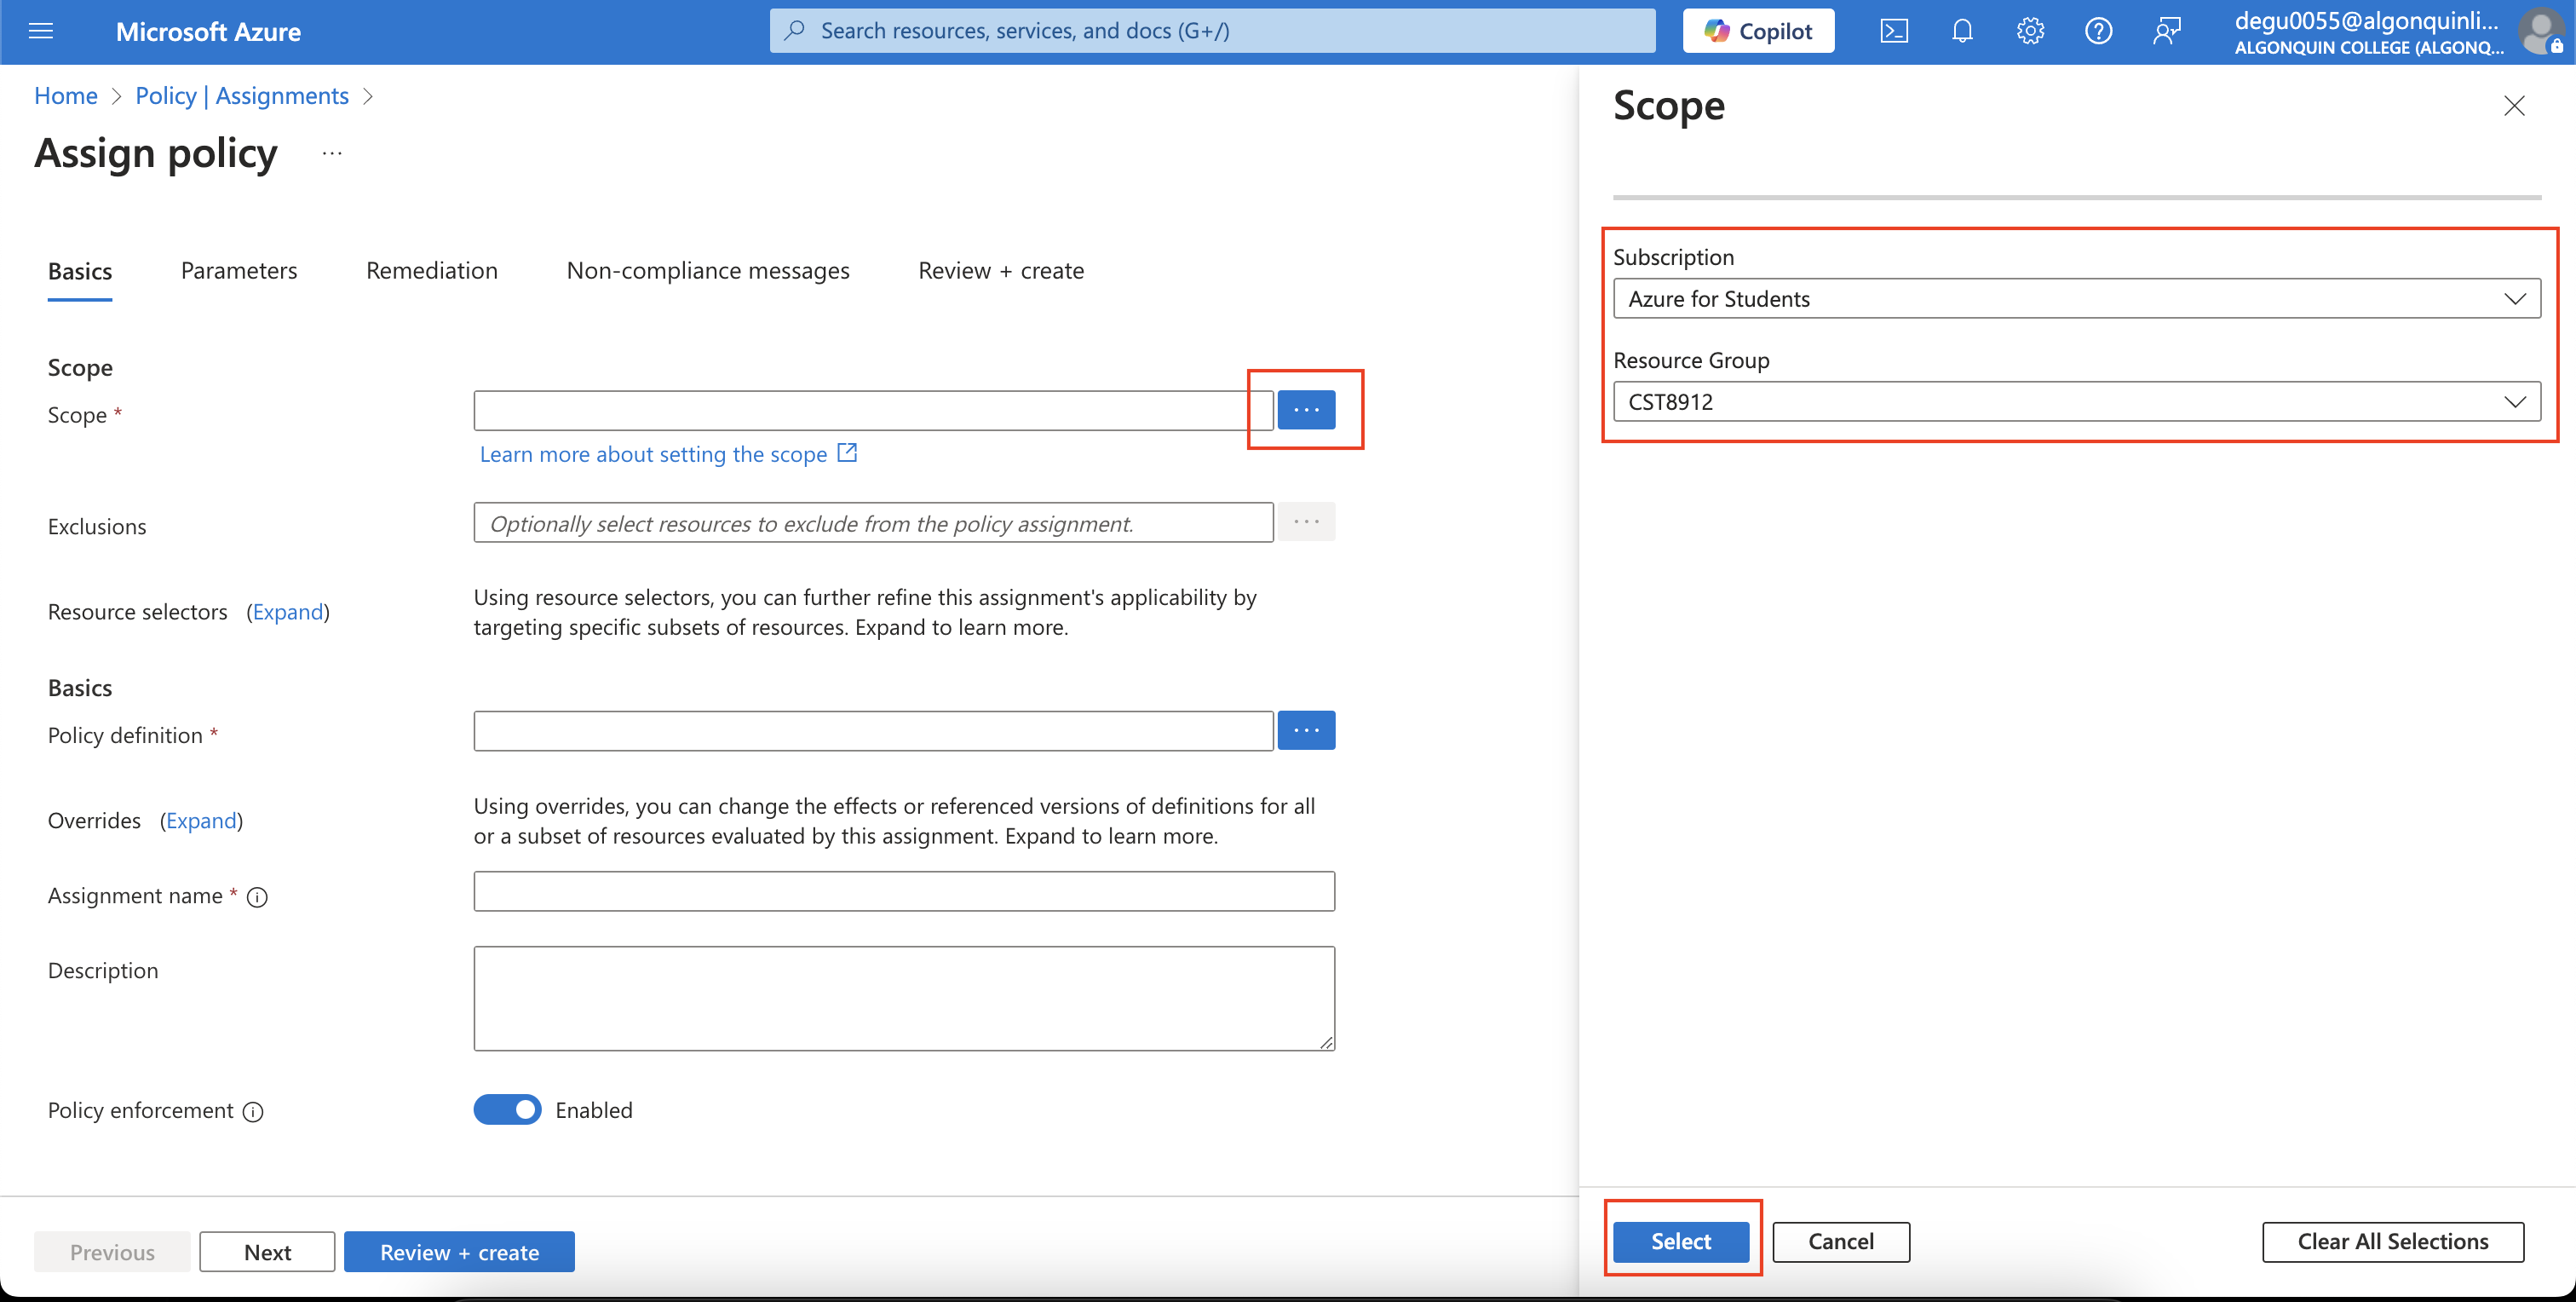 Microsoft Azure
Search resources, services, and docs (G+/)
Copilot
degu0055@algonquinli...
ALGONQUIN COLLEGE (ALGONQ...
Home > Policy | Assignments >
Assign policy ...
Basics
Parameters
Remediation
Non-compliance messages
Review + create
Scope
Scope *
...
Learn more about setting the scope
Exclusions
Optionally select resources to exclude from the policy assignment.
...
Resource selectors (Expand)
Using resource selectors, you can further refine this assignment's applicability by
targeting specific subsets of resources. Expand to learn more.
Basics
Policy definition *
...
Overrides (Expand)
Using overrides, you can change the effects or referenced versions of definitions for all
or a subset of resources evaluated by this assignment. Expand to learn more.
Assignment name *
Description
Policy enforcement
Enabled
Previous
Next
Review + create
Scope
Subscription
Azure for Students
Resource Group
CST8912
Select
Cancel
Clear All Selections